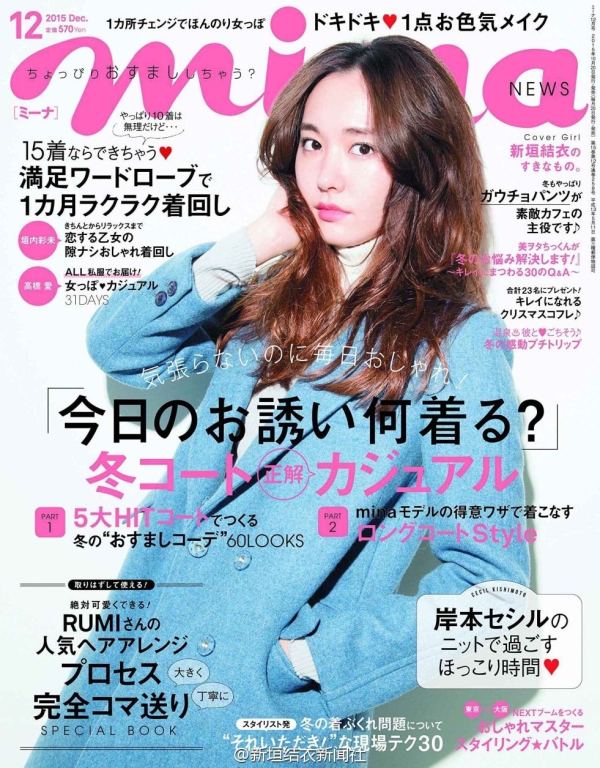 12
2015 Dec.
定価570Yen
1カ所チェンジでほんのり女っぽ
ドキドキ♥1点お色気メイク
mina
ちょっぴりおすまししちゃう?
[ミーナ]
NEWS
やっぱり10着は
無理だけど・・・
15着ならできちゃう♥
満足ワードローブで
1カ月ラクラク着回し
垣内彩未
きちんとからリラックスまで
恋する乙女の
隙ナシおしゃれ着回し
高橋 愛
ALL私服でお届け!
女っぽ♥カジュアル
31DAYS
Cover Girl
新垣結衣の
すきなもの。
冬もやっぱり
ガウチョパンツが
素敵カフェの
主役です♪
美ヲタちっくんが
『冬のお悩み解決します!』
〜キレイにまつわる30のQ&A〜
合計23名にプレゼント!
キレイになれる
クリスマスコフレ♪
温泉♨彼と♥ごちそう♪
冬の感動プチトリップ
気張らないのに毎日おしゃれ!
「今日のお誘い何着る?」
冬コート 正解 カジュアル
PART 1
5大HITコートでつくる
冬の“おすましコーデ”60LOOKS
PART 2
minaモデルの得意ワザで着こなす
ロングコートStyle
取りはずして使える!
絶対可愛くできる!
RUMIさんの
人気ヘアアレンジ
プロセス 大きく
完全コマ送り 丁寧に
SPECIAL BOOK
CECIL KISHIMOTO
岸本セシルの
ニットで過ごす
ほっこり時間♥
スタイリスト発 冬の着ぶくれ問題について
“それいただき!”な現場テク30
東京 大阪 NEXTブームをつくる
おしゃれマスター
スタイリング★バトル
@新垣结衣新闻社